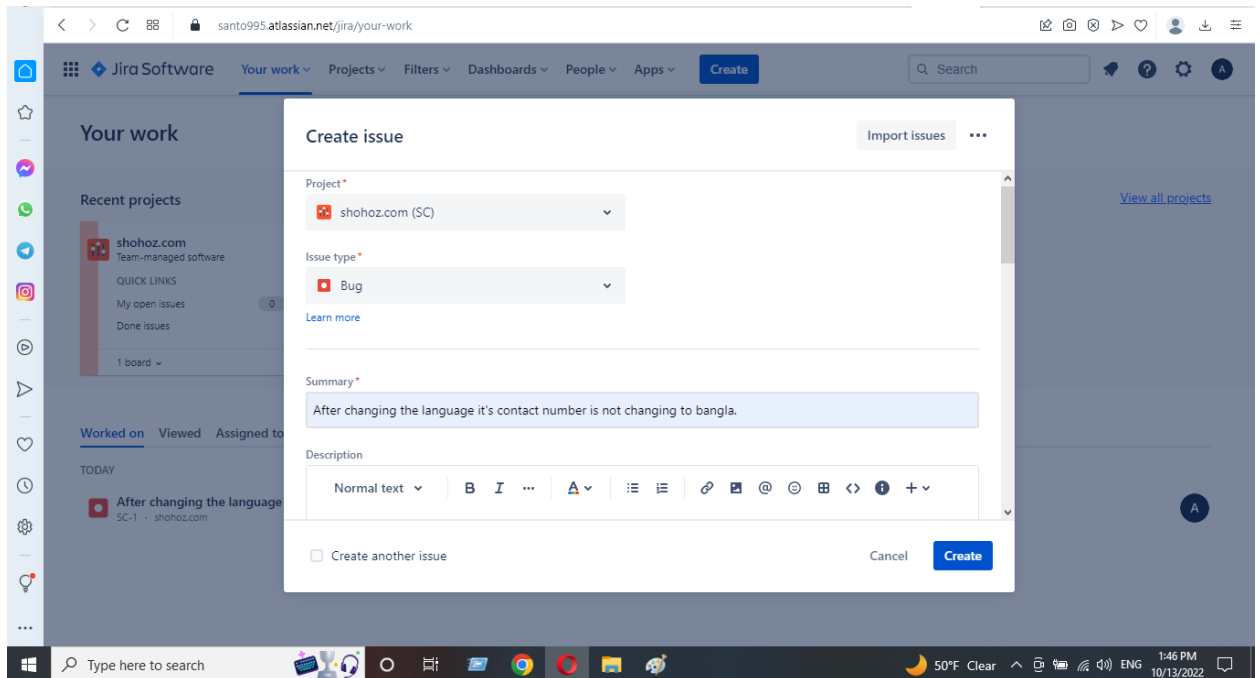 santo995.atlassian.net/jira/your-work
Jira Software Your work Projects Filters Dashboards People Apps Create Search A
Your work
Create issue
Import issues
Recent projects
View all projects
Project *
shohoz.com (SC)
shohoz.com
Team-managed software
QUICK LINKS
My open issues 0
Done issues
1 board
Issue type *
Bug
Learn more
Summary *
After changing the language it's contact number is not changing to bangla.
Worked on Viewed Assigned to
Description
Normal text B I ... A
TODAY
After changing the language
SC-1 · shohoz.com
A
Create another issue
Cancel
Create
Type here to search
50°F Clear
ENG
1:46 PM
10/13/2022